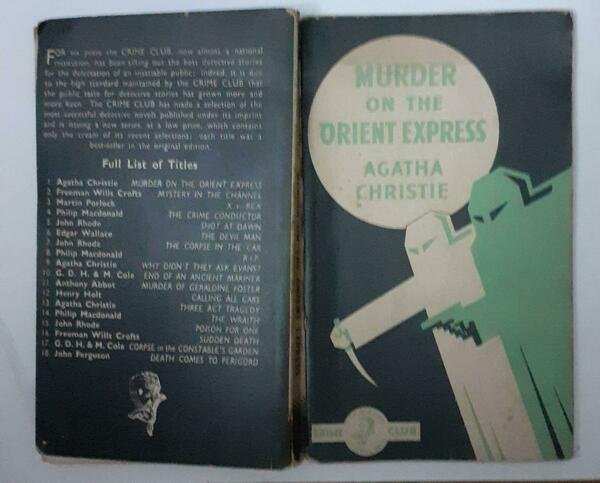 FOR six years the CRIME CLUB, now almost a national
institution, has been sifting out the best detective stories
for the delectation of an insatiable public; indeed, it is due
to the high standard maintained by the CRIME CLUB that
the public taste for detective stories has grown more and
more keen. The CRIME CLUB has made a selection of the
most successful detective novels published under its imprint
and is issuing a new series, at a low price, which contains
only the cream of its recent selections; each title was a
best-seller in the original edition.
Full List of Titles
1 Agatha Christie MURDER ON THE ORIENT EXPRESS
2 Freeman Wills Crofts MYSTERY IN THE CHANNEL
3 Martin Porlock X v. REX
4 Philip Macdonald THE CRIME CONDUCTOR
5 John Rhode SHOT AT DAWN
6 Edgar Wallace THE DEVIL MAN
7 John Rhode THE CORPSE IN THE CAR
8 Philip Macdonald R.I.P.
9 Agatha Christie WHY DIDN'T THEY ASK EVANS?
10 G. D. H. & M. Cole END OF AN ANCIENT MARINER
11 Anthony Abbot MURDER OF GERALDINE FOSTER
12 Henry Holt CALLING ALL CARS
13 Agatha Christie THREE ACT TRAGEDY
14 Philip Macdonald THE WRAITH
15 John Rhode POISON FOR ONE
16 Freeman Wills Crofts SUDDEN DEATH
17 G. D. H. & M. Cole CORPSE in the CONSTABLE'S GARDEN
18 John Ferguson DEATH COMES TO PERIGORD
MURDER
ON THE
ORIENT EXPRESS
AGATHA
CHRISTIE
CRIME CLUB